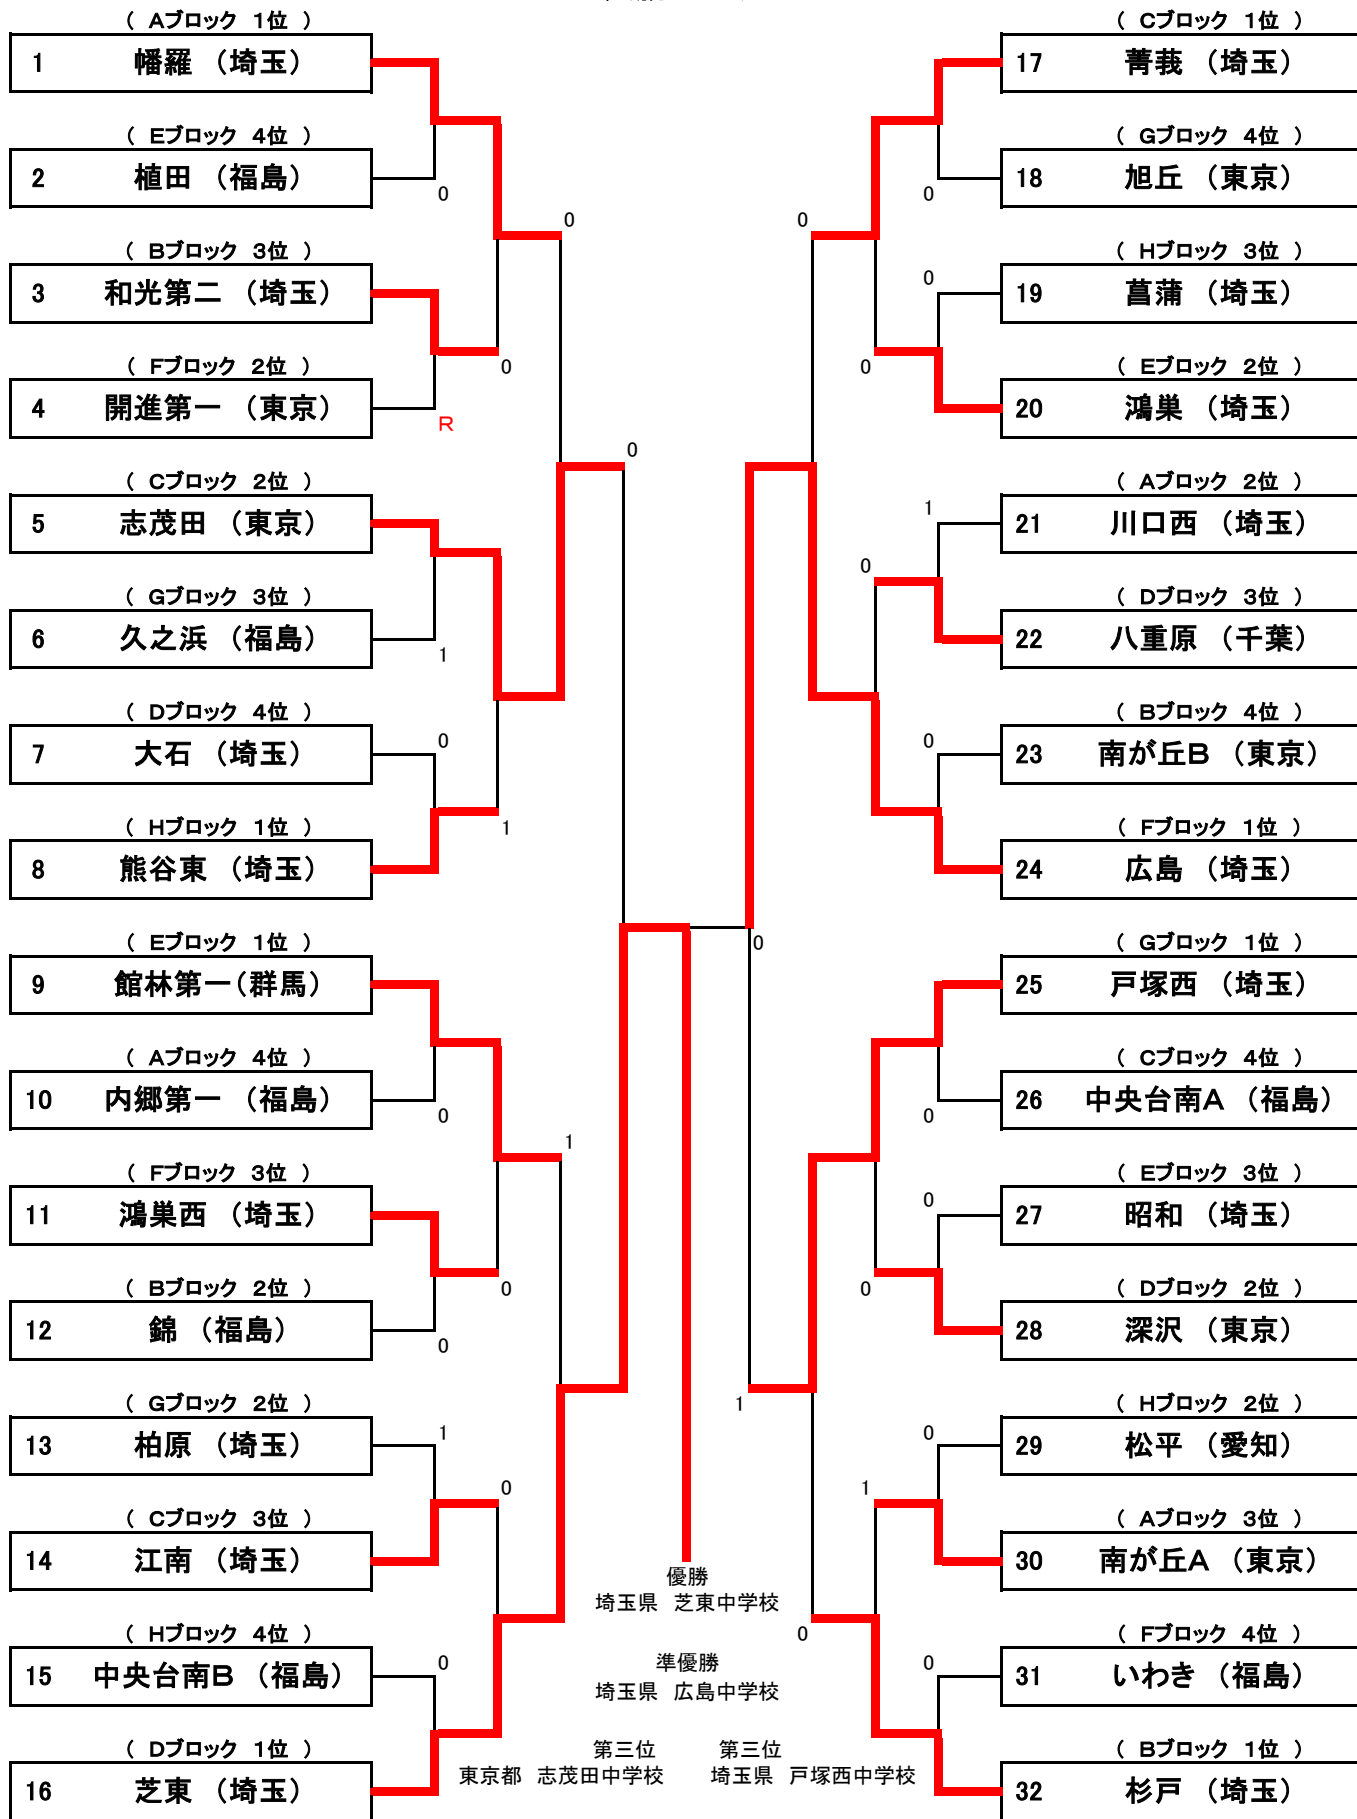 ( Aブロック 1位 )
1 幡羅 (埼玉)
( Eブロック 4位 )
2 植田 (福島)
0
( Bブロック 3位 )
3 和光第二 (埼玉)
0
( Fブロック 2位 )
4 開進第一 (東京)
R
0
( Cブロック 2位 )
5 志茂田 (東京)
( Gブロック 3位 )
6 久之浜 (福島)
1
( Dブロック 4位 )
7 大石 (埼玉)
0
( Hブロック 1位 )
8 熊谷東 (埼玉)
1
0
( Eブロック 1位 )
9 館林第一(群馬)
( Aブロック 4位 )
10 内郷第一 (福島)
0
( Fブロック 3位 )
11 鴻巣西 (埼玉)
1
( Bブロック 2位 )
12 錦 (福島)
0
0
( Gブロック 2位 )
13 柏原 (埼玉)
1
( Cブロック 3位 )
14 江南 (埼玉)
0
( Hブロック 4位 )
15 中央台南B (福島)
0
( Dブロック 1位 )
16 芝東 (埼玉)
優勝
埼玉県 芝東中学校
準優勝
埼玉県 広島中学校
第三位 第三位
東京都 志茂田中学校 埼玉県 戸塚西中学校
( Cブロック 1位 )
17 菁莪 (埼玉)
( Gブロック 4位 )
18 旭丘 (東京)
0
0
( Hブロック 3位 )
19 菖蒲 (埼玉)
0
( Eブロック 2位 )
20 鴻巣 (埼玉)
0
( Aブロック 2位 )
21 川口西 (埼玉)
1
( Dブロック 3位 )
22 八重原 (千葉)
0
( Bブロック 4位 )
23 南が丘B (東京)
0
( Fブロック 1位 )
24 広島 (埼玉)
0
( Gブロック 1位 )
25 戸塚西 (埼玉)
( Cブロック 4位 )
26 中央台南A (福島)
0
( Eブロック 3位 )
27 昭和 (埼玉)
0
( Dブロック 2位 )
28 深沢 (東京)
0
1
( Hブロック 2位 )
29 松平 (愛知)
0
( Aブロック 3位 )
30 南が丘A (東京)
1
( Fブロック 4位 )
31 いわき (福島)
0
0
( Bブロック 1位 )
32 杉戸 (埼玉)